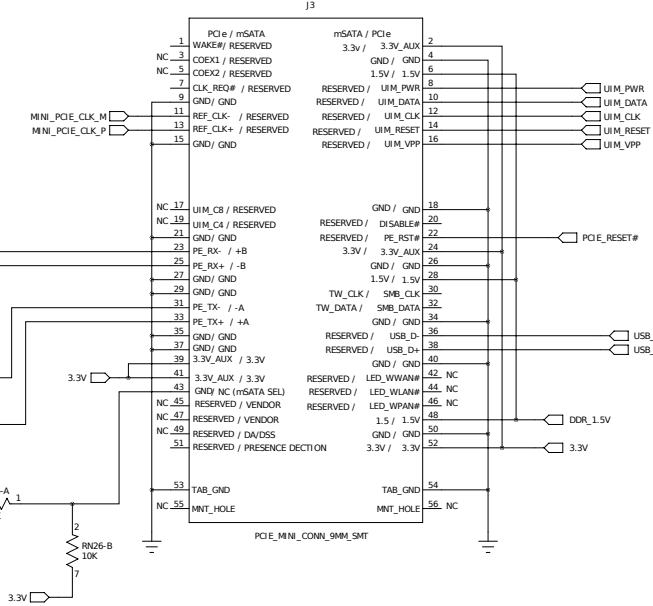 J3
PCIe / mSATA
mSATA / PCIe
1 WAKE#/ RESERVED
3.3v / 3.3V_AUX 2
NC 3 COEX1 / RESERVED
GND / GND 4
NC 5 COEX2 / RESERVED
1.5V / 1.5V 6
7 CLK_REQ# / RESERVED
RESERVED / UIM_PWR 8 UIM_PWR
9 GND/ GND
RESERVED / UIM_DATA 10 UIM_DATA
MINI_PCIE_CLK_M 11 REF_CLK- / RESERVED
RESERVED / UIM_CLK 12 UIM_CLK
MINI_PCIE_CLK_P 13 REF_CLK+ / RESERVED
RESERVED / UIM_RESET 14 UIM_RESET
15 GND/ GND
RESERVED / UIM_VPP 16 UIM_VPP
NC 17 UIM_C8 / RESERVED
GND / GND 18
NC 19 UIM_C4 / RESERVED
RESERVED / DISABLE# 20
21 GND/ GND
RESERVED / PE_RST# 22 PCIE_RESET#
23 PE_RX- / +B
3.3V / 3.3V_AUX 24
25 PE_RX+ / -B
GND / GND 26
27 GND/ GND
1.5V / 1.5V 28
29 GND/ GND
TW_CLK / SMB_CLK 30
31 PE_TX- / -A
TW_DATA / SMB_DATA 32
33 PE_TX+ / +A
GND / GND 34
35 GND/ GND
RESERVED / USB_D- 36 USB_
37 GND/ GND
RESERVED / USB_D+ 38 USB_
39 3.3V_AUX / 3.3V
GND / GND 40
3.3V 41 3.3V_AUX / 3.3V
RESERVED / LED_WWAN# 42 NC
43 GND/ NC (mSATA SEL)
RESERVED / LED_WLAN# 44 NC
NC 45 RESERVED / VENDOR
RESERVED / LED_WPAN# 46 NC
NC 47 RESERVED / VENDOR
1.5 / 1.5V 48 DDR_1.5V
NC 49 RESERVED / DA/DSS
GND / GND 50
51 RESERVED / PRESENCE DECTION
3.3V / 3.3V 52 3.3V
53 TAB_GND
TAB_GND 54
NC 55 MNT_HOLE
MNT_HOLE 56 NC
PCIE_MINI_CONN_9MM_SMT
-A 1
2
RN26-B
10K
7
3.3V